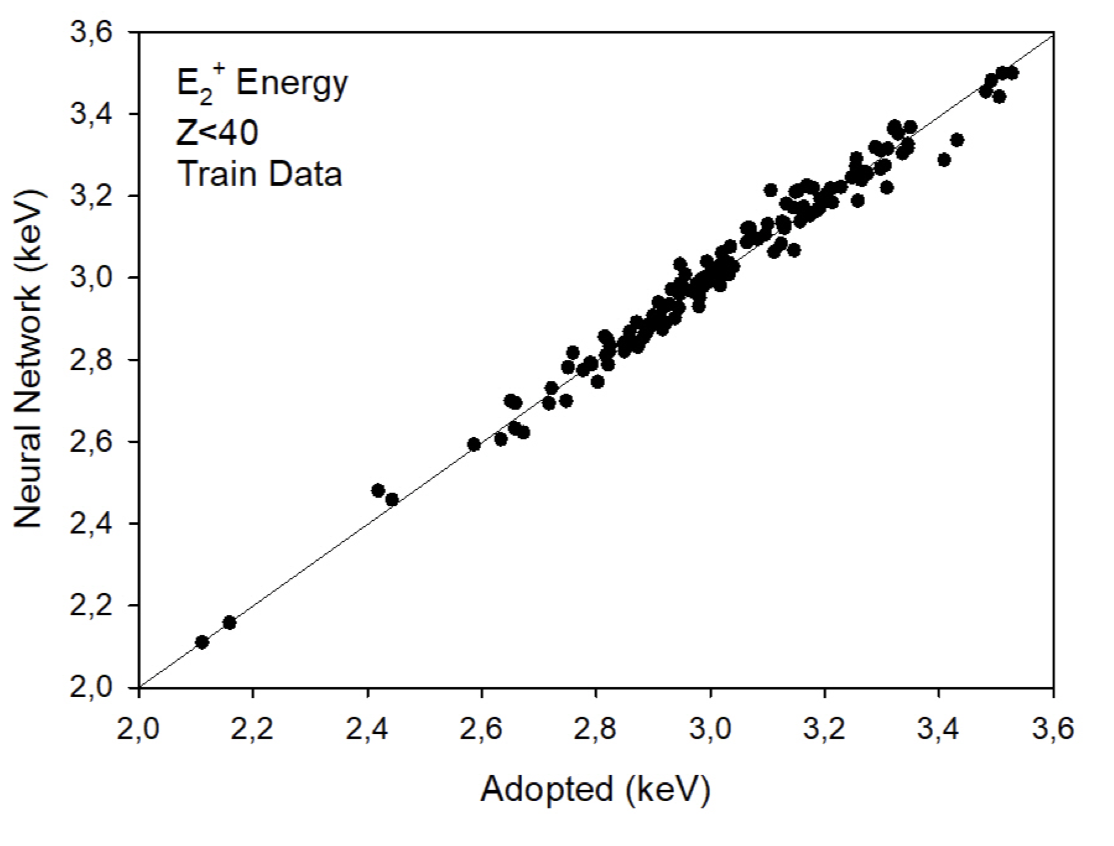 3,6
3,4
3,2
3,0
2,8
2,6
2,4
2,2
2,0
Neural Network (keV)
E₂⁺ Energy
Z<40
Train Data
2,0 2,2 2,4 2,6 2,8 3,0 3,2 3,4 3,6
Adopted (keV)